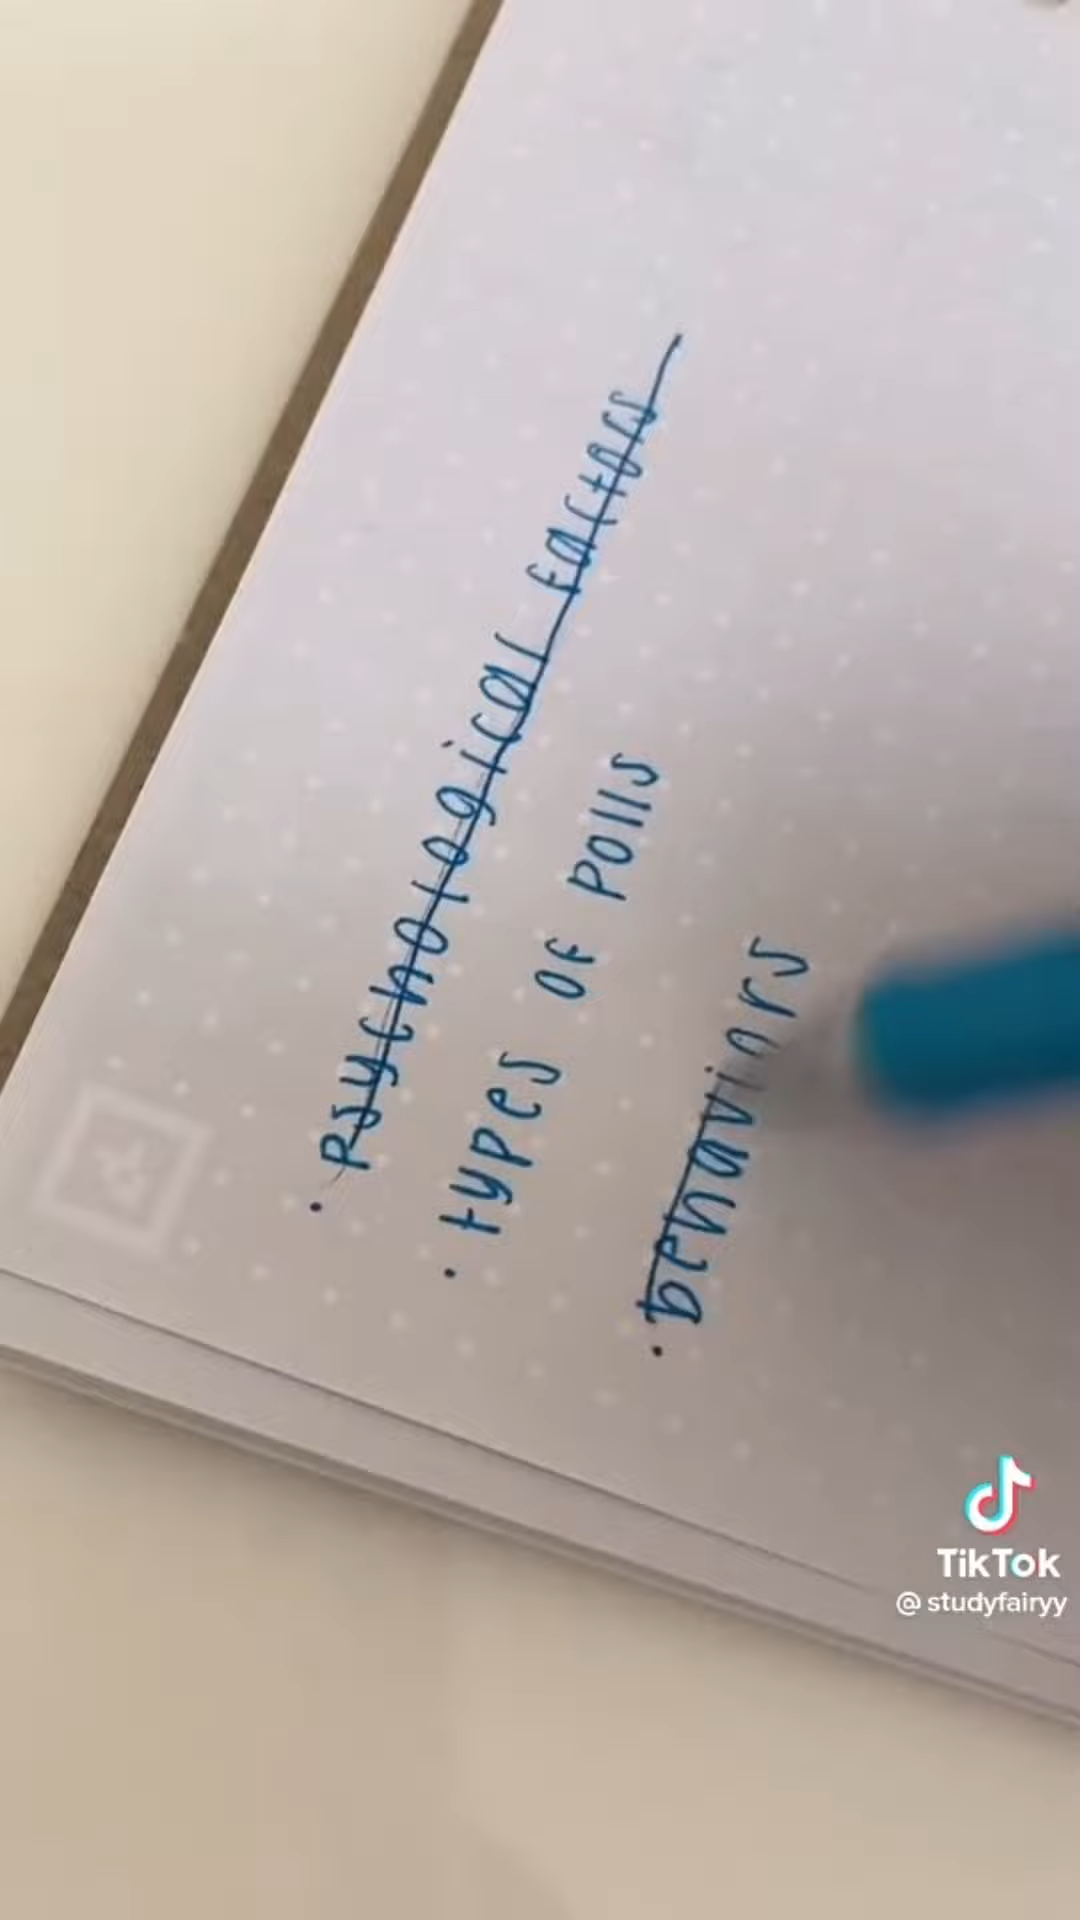 • Psychological factors
• types of Polls
• behaviors
TikTok
@studyfairyy